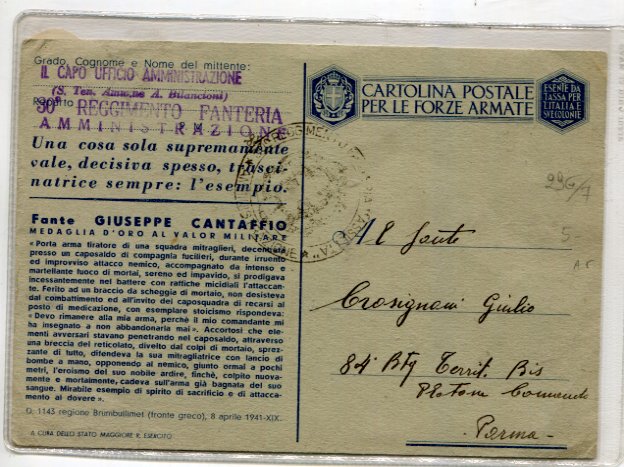 Grado, Cognome e Nome del mittente:
IL CAPO UFFICIO AMMINISTRAZIONE
(S. Ten. Amione A. Bilancioni)
Reparto
50° REGGIMENTO FANTERIA
AMMINISTRAZIONE
Una cosa sola supremamente
vale, decisiva spesso, trasci-
natrice sempre: l'esempio.
Fante GIUSEPPE CANTAFFIO
MEDAGLIA D'ORO AL VALOR MILITARE
« Porta arma tiratore di una squadra mitraglieri, decentrato
presso un caposaldo di compagnia fucilieri, durante irruento
ed improvviso attacco nemico, accompagnato da intenso e
martellante fuoco di mortai, sereno ed impavido, si prodigava
incessantemente nel battere con raffiche micidiali l'attaccan-
te. Ferito ad un braccio da scheggia di mortaio, non desisteva
dal combattimento ed all'invito del caposquadra di recarsi al
posto di medicazione, con esemplare stoicismo rispondeva:
« Devo rimanere alla mia arma, perchè il mio comandante mi
ha insegnato a non abbandonarla mai ». Accortosi che ele-
menti avversari stavano penetrando nel caposaldo, attraverso
una breccia del reticolato, divelto dai colpi di mortaio, sprez-
zante di tutto, difendeva la sua mitragliatrice con lancio di
bombe a mano, opponendo al nemico, giunto ormai a pochi
metri, l'eroismo del suo nobile ardire, finchè, colpito nuova-
mente e mortalmente, cadeva sull'arma già bagnata del suo
sangue. Mirabile esempio di spirito di sacrificio e di attacca-
mento al dovere ».
Q. 1143 regione Brumbullimet (fronte greco), 8 aprile 1941-XIX.
A CURA DELLO STATO MAGGIORE R. ESERCITO
CARTOLINA POSTALE
PER LE FORZE ARMATE
ESENTE DA
TASSA PER
L'ITALIA E
SVE COLONIE
5
Al Fante
Crosignani Giulio
84° Btg Territ. Bis
Plotone Comando
Parma -